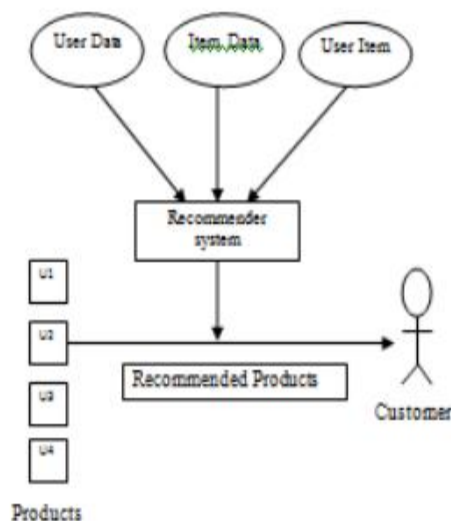 User Data
Item Data
User Item
Recommender
system
U1
U2
Recommended Products
U3
U4
Customer
Products